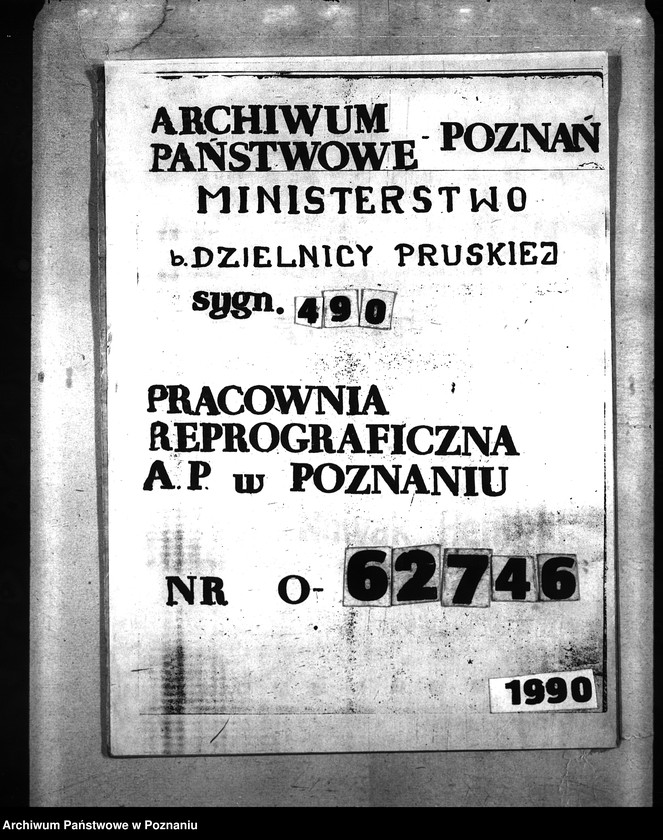 ARCHIWUM
PAŃSTWOWE - POZNAŃ
MINISTERSTWO
b. DZIELNICY PRUSKIEJ
sygn. 490
PRACOWNIA
REPROGRAFICZNA
A.P. w POZNANIU
NR O-62746
1990
Archiwum Państwowe w Poznaniu